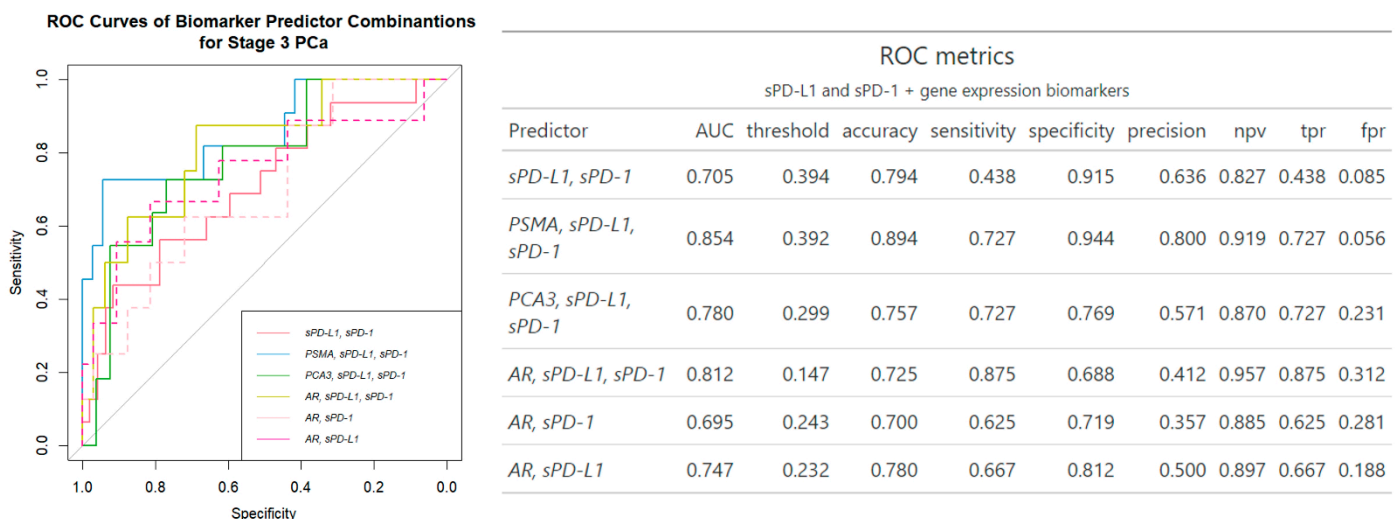 ROC Curves of Biomarker Predictor Combinantions
for Stage 3 PCa
Sensitivity
1.0
0.8
0.6
0.4
0.2
0.0
sPD-L1, sPD-1
PSMA, sPD-L1, sPD-1
PCA3, sPD-L1, sPD-1
AR, sPD-L1, sPD-1
AR, sPD-1
AR, sPD-L1
1.0 0.8 0.6 0.4 0.2 0.0
Specificity
ROC metrics
sPD-L1 and sPD-1 + gene expression biomarkers
Predictor AUC threshold accuracy sensitivity specificity precision npv tpr fpr
sPD-L1, sPD-1 0.705 0.394 0.794 0.438 0.915 0.636 0.827 0.438 0.085
PSMA, sPD-L1,
sPD-1 0.854 0.392 0.894 0.727 0.944 0.800 0.919 0.727 0.056
PCA3, sPD-L1,
sPD-1 0.780 0.299 0.757 0.727 0.769 0.571 0.870 0.727 0.231
AR, sPD-L1, sPD-1 0.812 0.147 0.725 0.875 0.688 0.412 0.957 0.875 0.312
AR, sPD-1 0.695 0.243 0.700 0.625 0.719 0.357 0.885 0.625 0.281
AR, sPD-L1 0.747 0.232 0.780 0.667 0.812 0.500 0.897 0.667 0.188